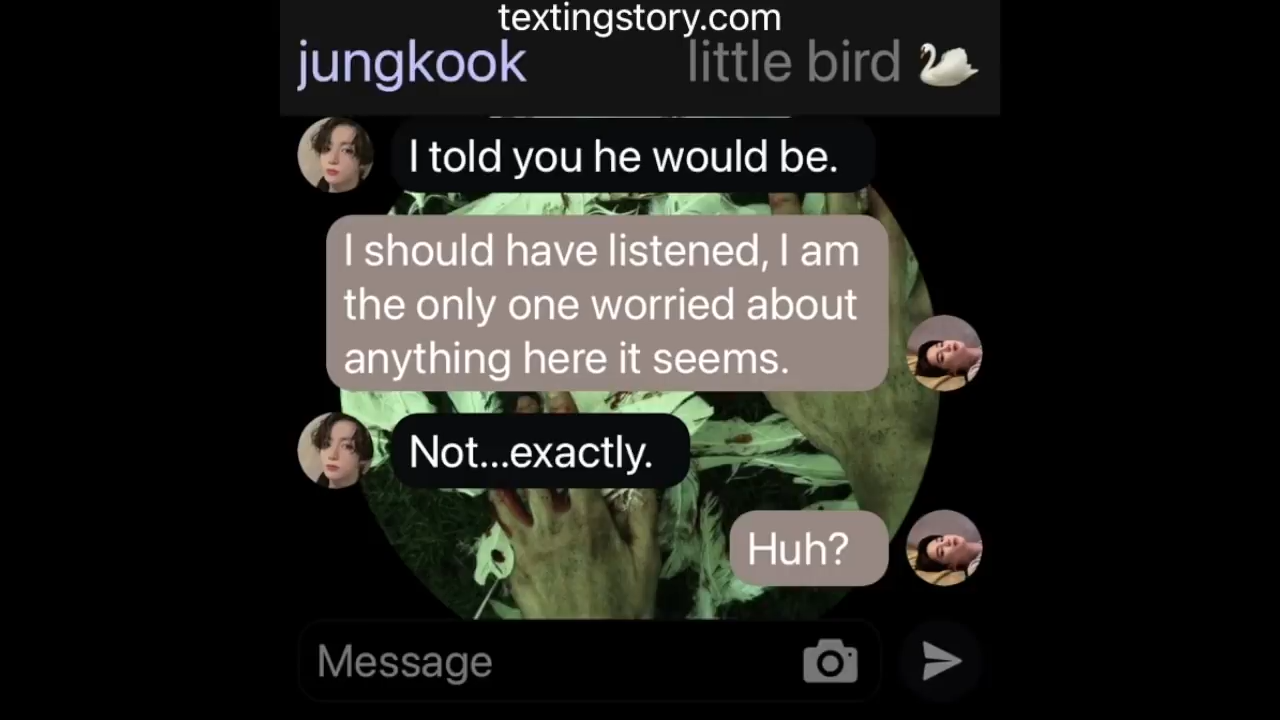 textingstory.com
jungkook little bird 🦢
I told you he would be.
I should have listened, I am
the only one worried about
anything here it seems.
Not...exactly.
Huh?
Message